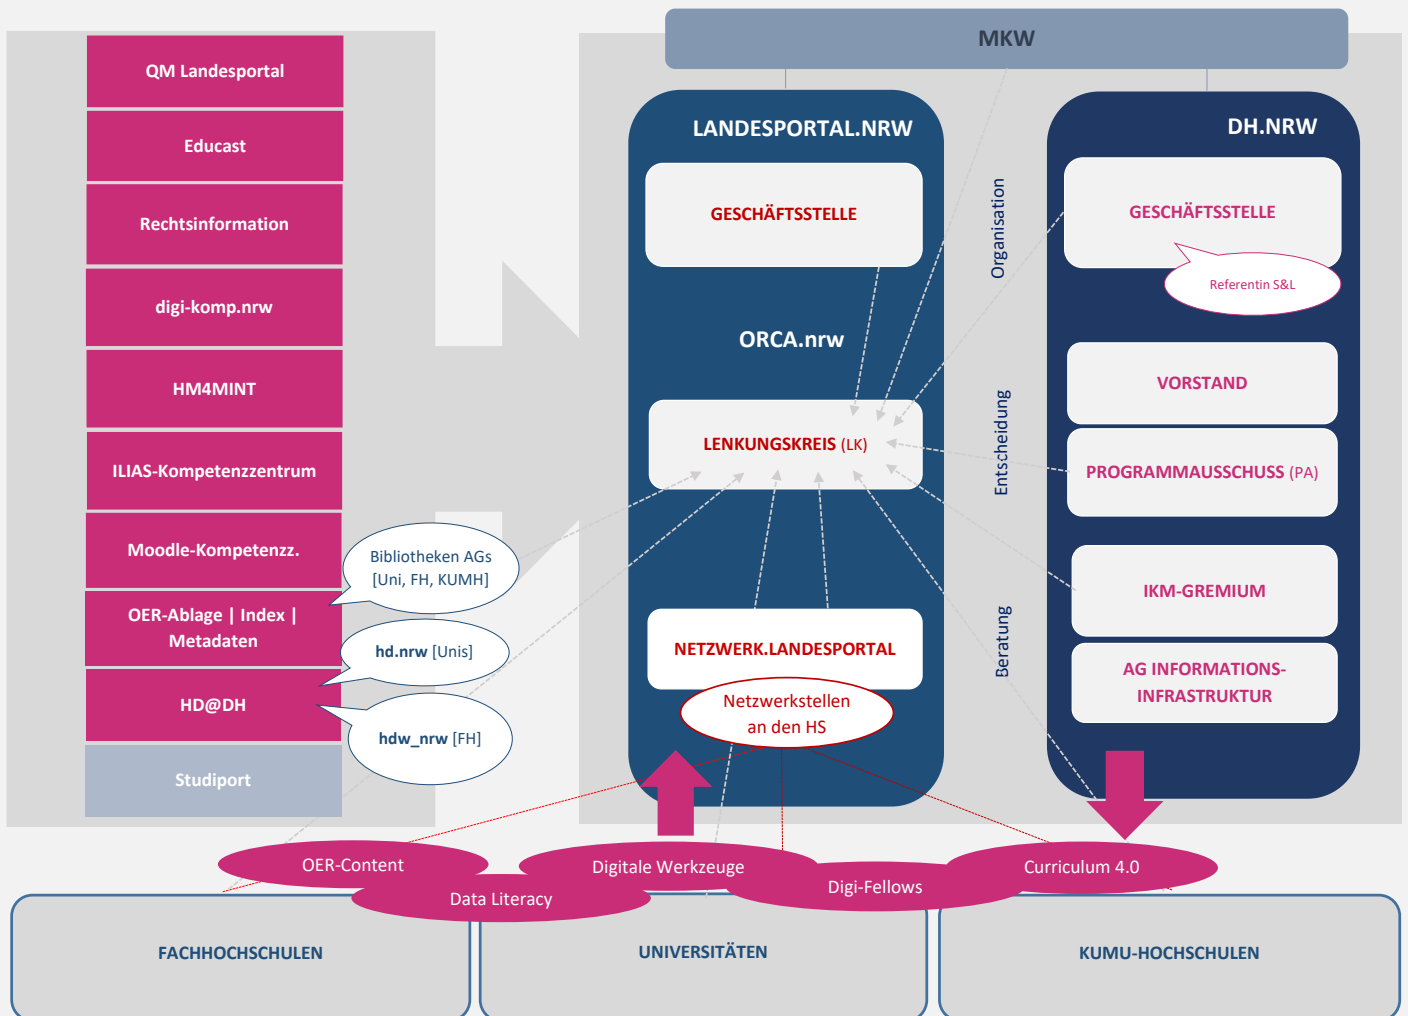 MKW
QM Landesportal
Educast
Rechtsinformation
digi-komp.nrw
HM4MINT
ILIAS-Kompetenzzentrum
Moodle-Kompetenzz.
OER-Ablage | Index |
Metadaten
HD@DH
Studiport
Bibliotheken AGs
[Uni, FH, KUMH]
hd.nrw [Unis]
hdw_nrw [FH]
LANDESPORTAL.NRW
GESCHÄFTSSTELLE
ORCA.nrw
LENKUNGSKREIS (LK)
NETZWERK.LANDESPORTAL
Netzwerkstellen
an den HS
Organisation
Entscheidung
Beratung
DH.NRW
GESCHÄFTSSTELLE
Referentin S&L
VORSTAND
PROGRAMMAUSSCHUSS (PA)
IKM-GREMIUM
AG INFORMATIONS-
INFRASTRUKTUR
OER-Content
Data Literacy
Digitale Werkzeuge
Digi-Fellows
Curriculum 4.0
FACHHOCHSCHULEN
UNIVERSITÄTEN
KUMU-HOCHSCHULEN